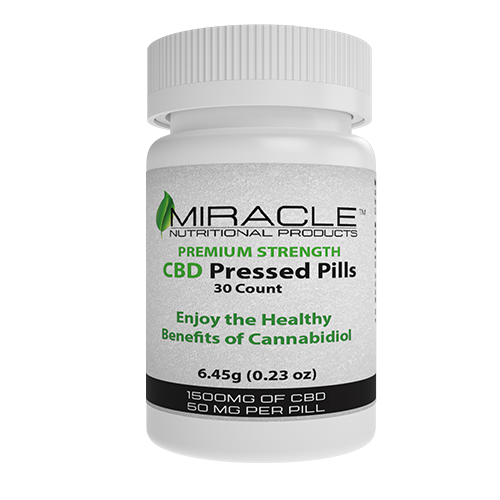 MIRACLE™
NUTRITIONAL PRODUCTS
PREMIUM STRENGTH
CBD Pressed Pills
30 Count
Enjoy the Healthy
Benefits of Cannabidiol
6.45g (0.23 oz)
1500MG OF CBD
50 MG PER PILL